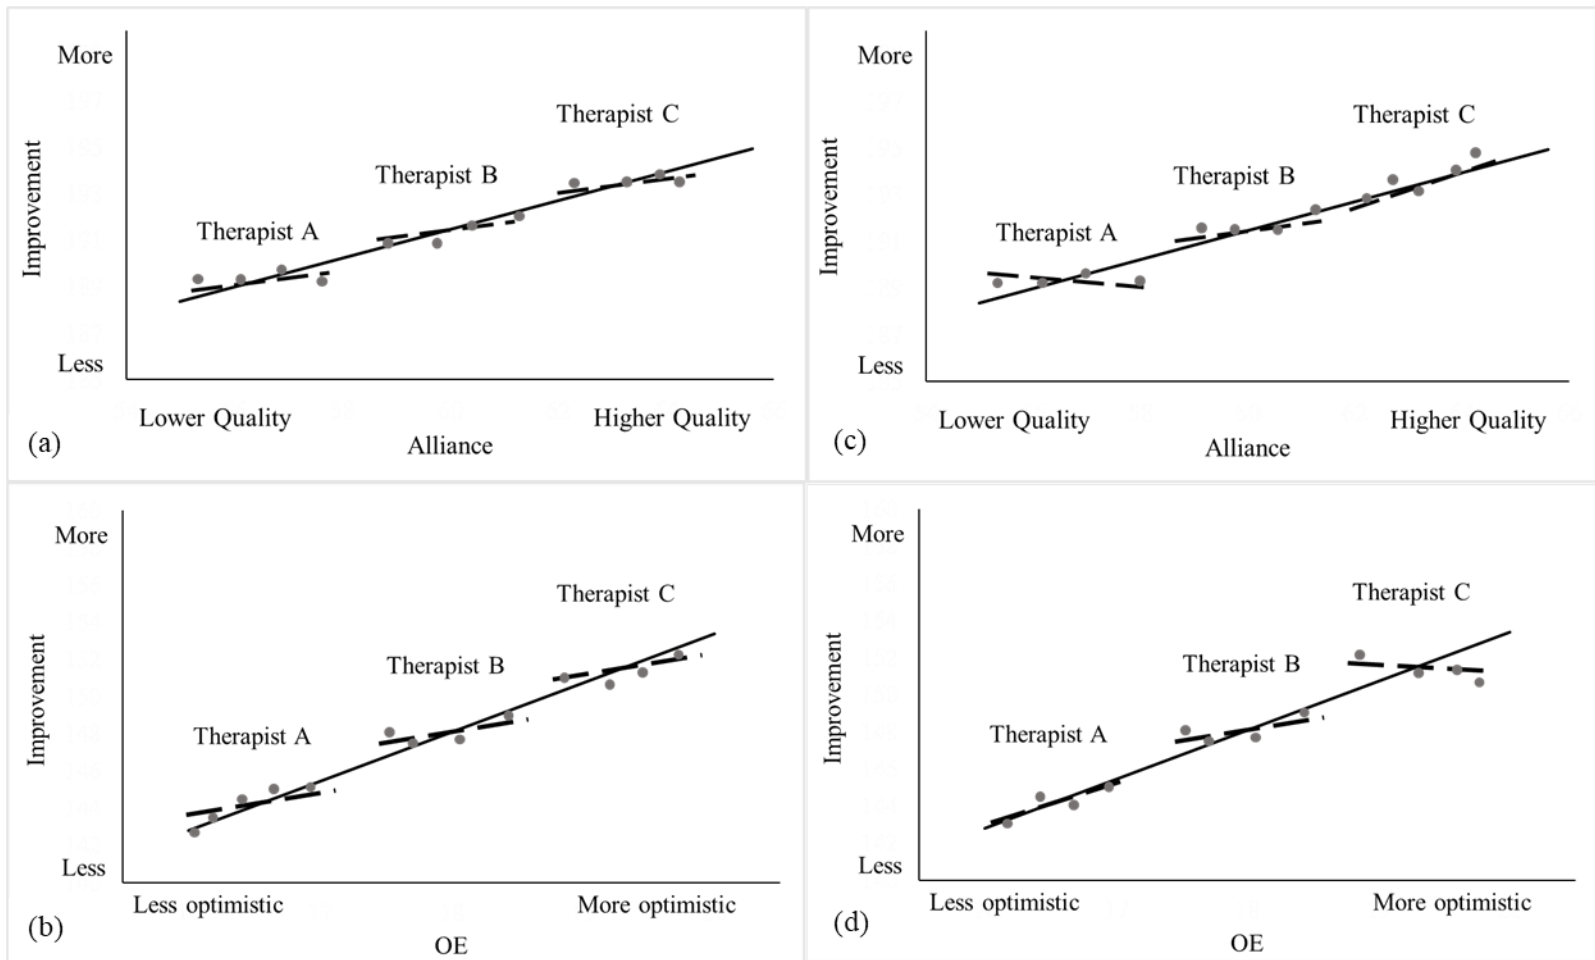 More
Therapist C
Therapist B
Therapist A
Improvement
Less
Lower Quality
Higher Quality
(a)
Alliance
More
Therapist C
Therapist B
Therapist A
Improvement
Less
Lower Quality
Higher Quality
(c)
Alliance
More
Therapist C
Therapist B
Therapist A
Improvement
Less
Less optimistic
More optimistic
(b)
OE
More
Therapist C
Therapist B
Therapist A
Improvement
Less
Less optimistic
More optimistic
(d)
OE